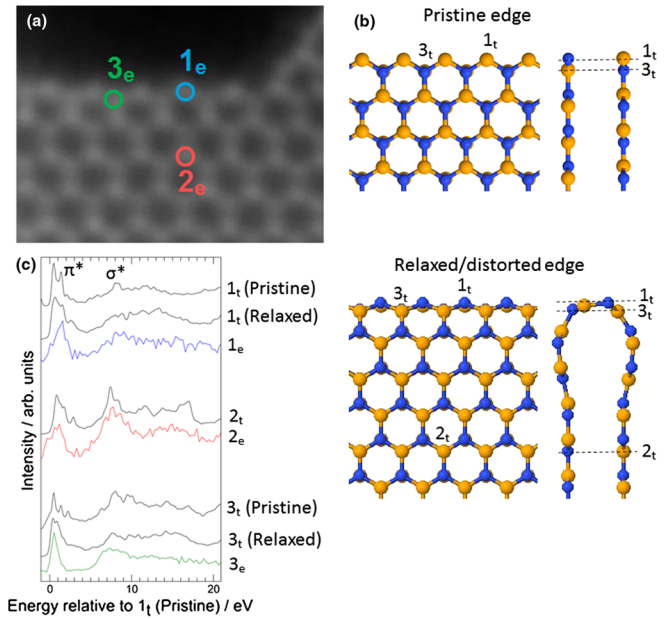 (a)
3e
1e
2e
(b)
Pristine edge
3t
1t
1t
3t
Relaxed/distorted edge
3t
1t
1t
3t
2t
2t
(c)
π*
σ*
1t (Pristine)
1t (Relaxed)
1e
2t
2e
3t (Pristine)
3t (Relaxed)
3e
Intensity / arb. units
0 10 20
Energy relative to 1t (Pristine) / eV